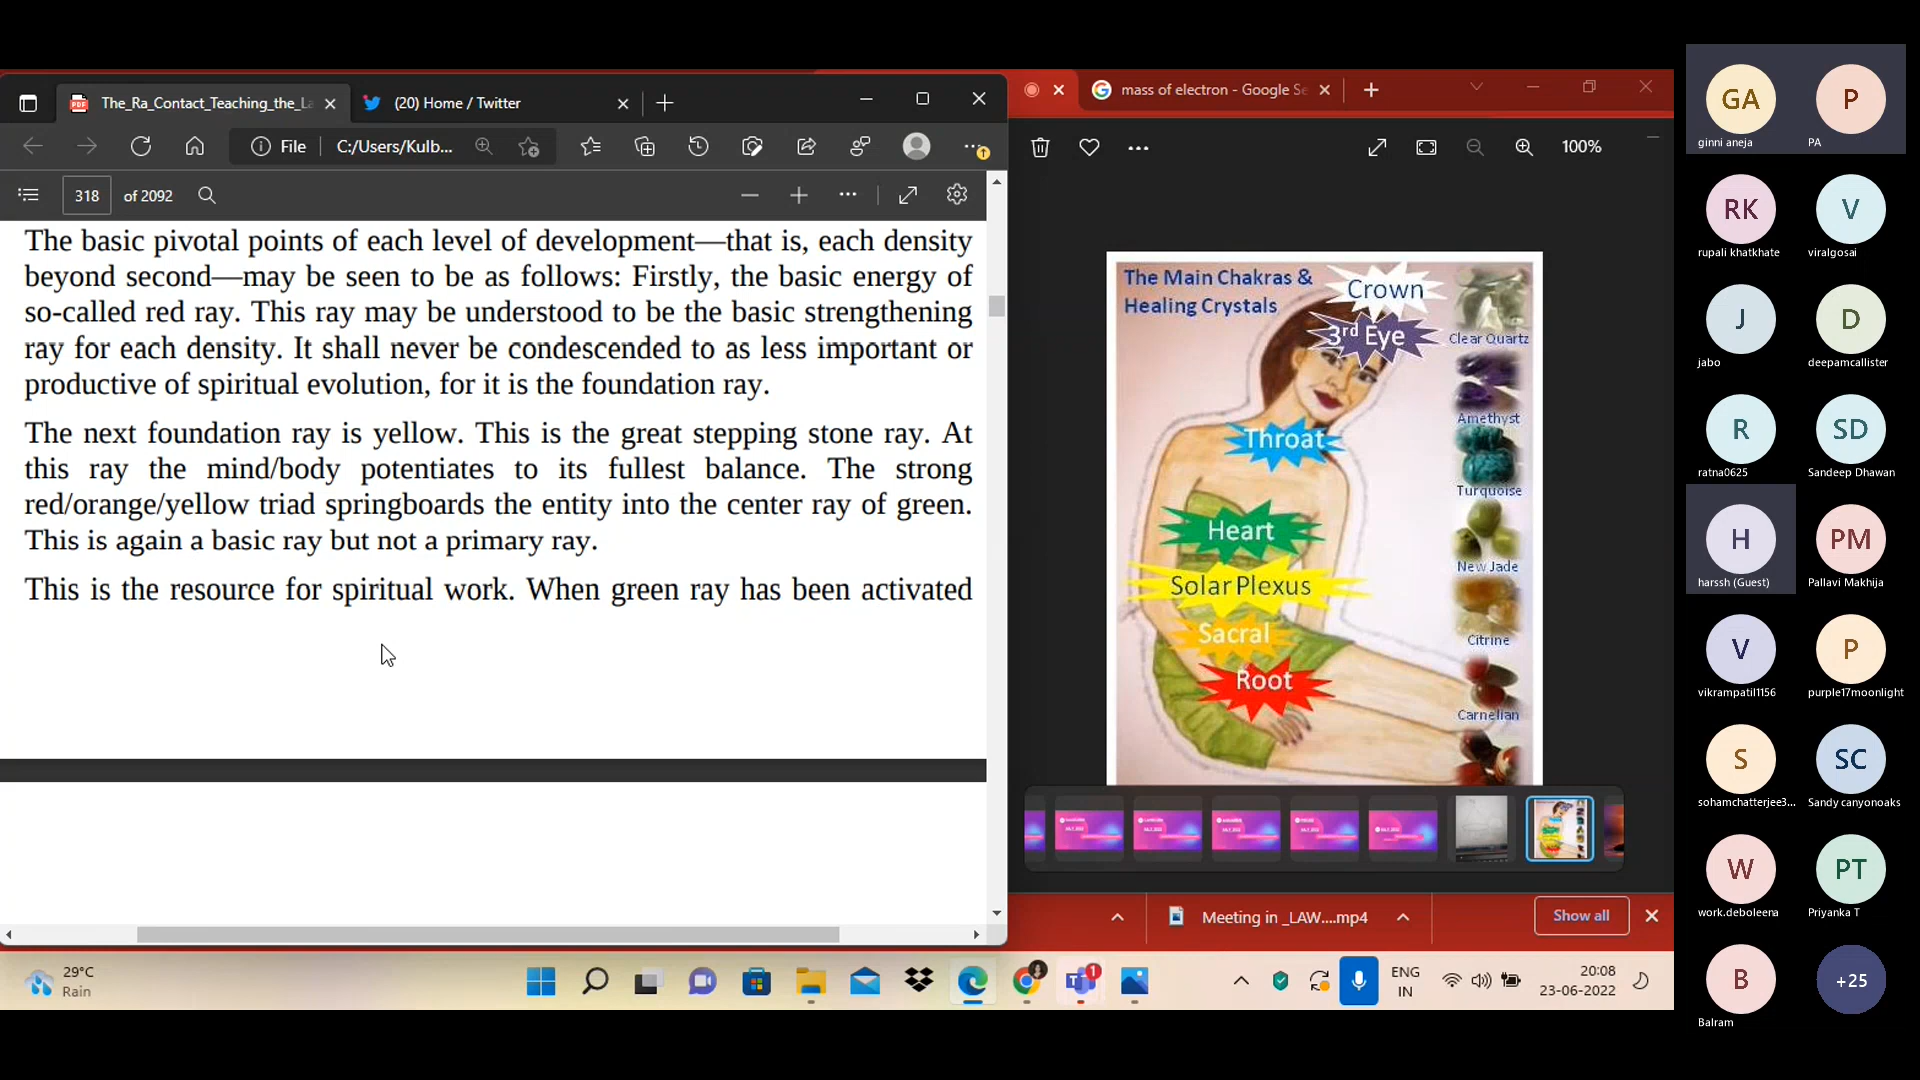 The_Ra_Contact_Teaching_the_La
(20) Home / Twitter
mass of electron - Google Se
File
C:/Users/Kulb...
100%
318
of 2092
The basic pivotal points of each level of development—that is, each density
beyond second—may be seen to be as follows: Firstly, the basic energy of
so-called red ray. This ray may be understood to be the basic strengthening
ray for each density. It shall never be condescended to as less important or
productive of spiritual evolution, for it is the foundation ray.
The next foundation ray is yellow. This is the great stepping stone ray. At
this ray the mind/body potentiates to its fullest balance. The strong
red/orange/yellow triad springboards the entity into the center ray of green.
This is again a basic ray but not a primary ray.
This is the resource for spiritual work. When green ray has been activated
The Main Chakras &
Healing Crystals
Crown
3rd Eye
Throat
Heart
Solar Plexus
Sacral
Root
Clear Quartz
Amethyst
Turquoise
New Jade
Citrine
Carnelian
Meeting in _LAW....mp4
Show all
29°C
Rain
1
ENG
IN
20:08
23-06-2022
GA
ginni aneja
P
PA
RK
rupali khatkhate
V
viralgosai
J
jabo
D
deepamcallister
R
ratna0625
SD
Sandeep Dhawan
H
harssh (Guest)
PM
Pallavi Makhija
V
vikrampatil1156
P
purple17moonlight
S
sohamchatterjee3...
SC
Sandy canyonoaks
W
work.deboleena
PT
Priyanka T
B
Balram
+25